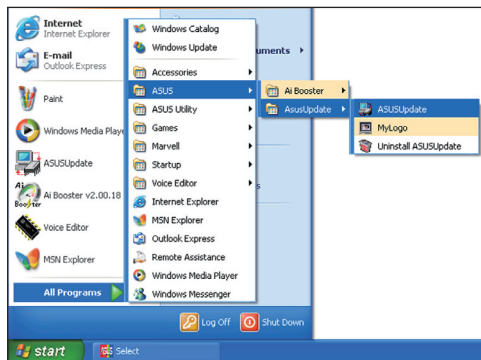 Internet
Internet Explorer
E-mail
Outlook Express
Paint
Windows Media Playe
ASUSUpdate
Ai Booster v2.00.18
Voice Editor
MSN Explorer
All Programs
Windows Catalog
Windows Update
Accessories
ASUS
ASUS Utility
Games
Marvell
Startup
Voice Editor
Internet Explorer
MSN Explorer
Outlook Express
Remote Assistance
Windows Media Player
Windows Messenger
uments
s
Ai Booster
AsusUpdate
ASUSUpdate
MyLogo
Uninstall ASUSUpdate
Log Off
Shut Down
start
Select